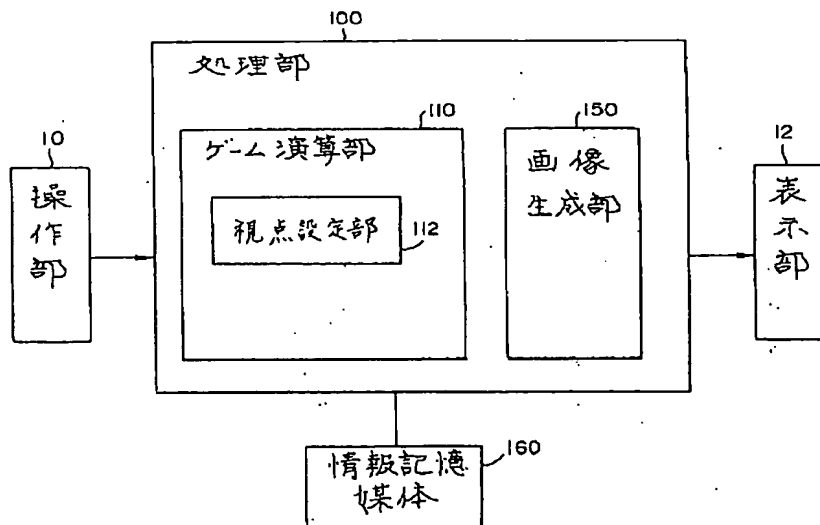 100
処理部
110
ゲーム演算部
視点設定部
112
150
画像
生成部
10
操作部
12
表示部
160
情報記憶
媒体